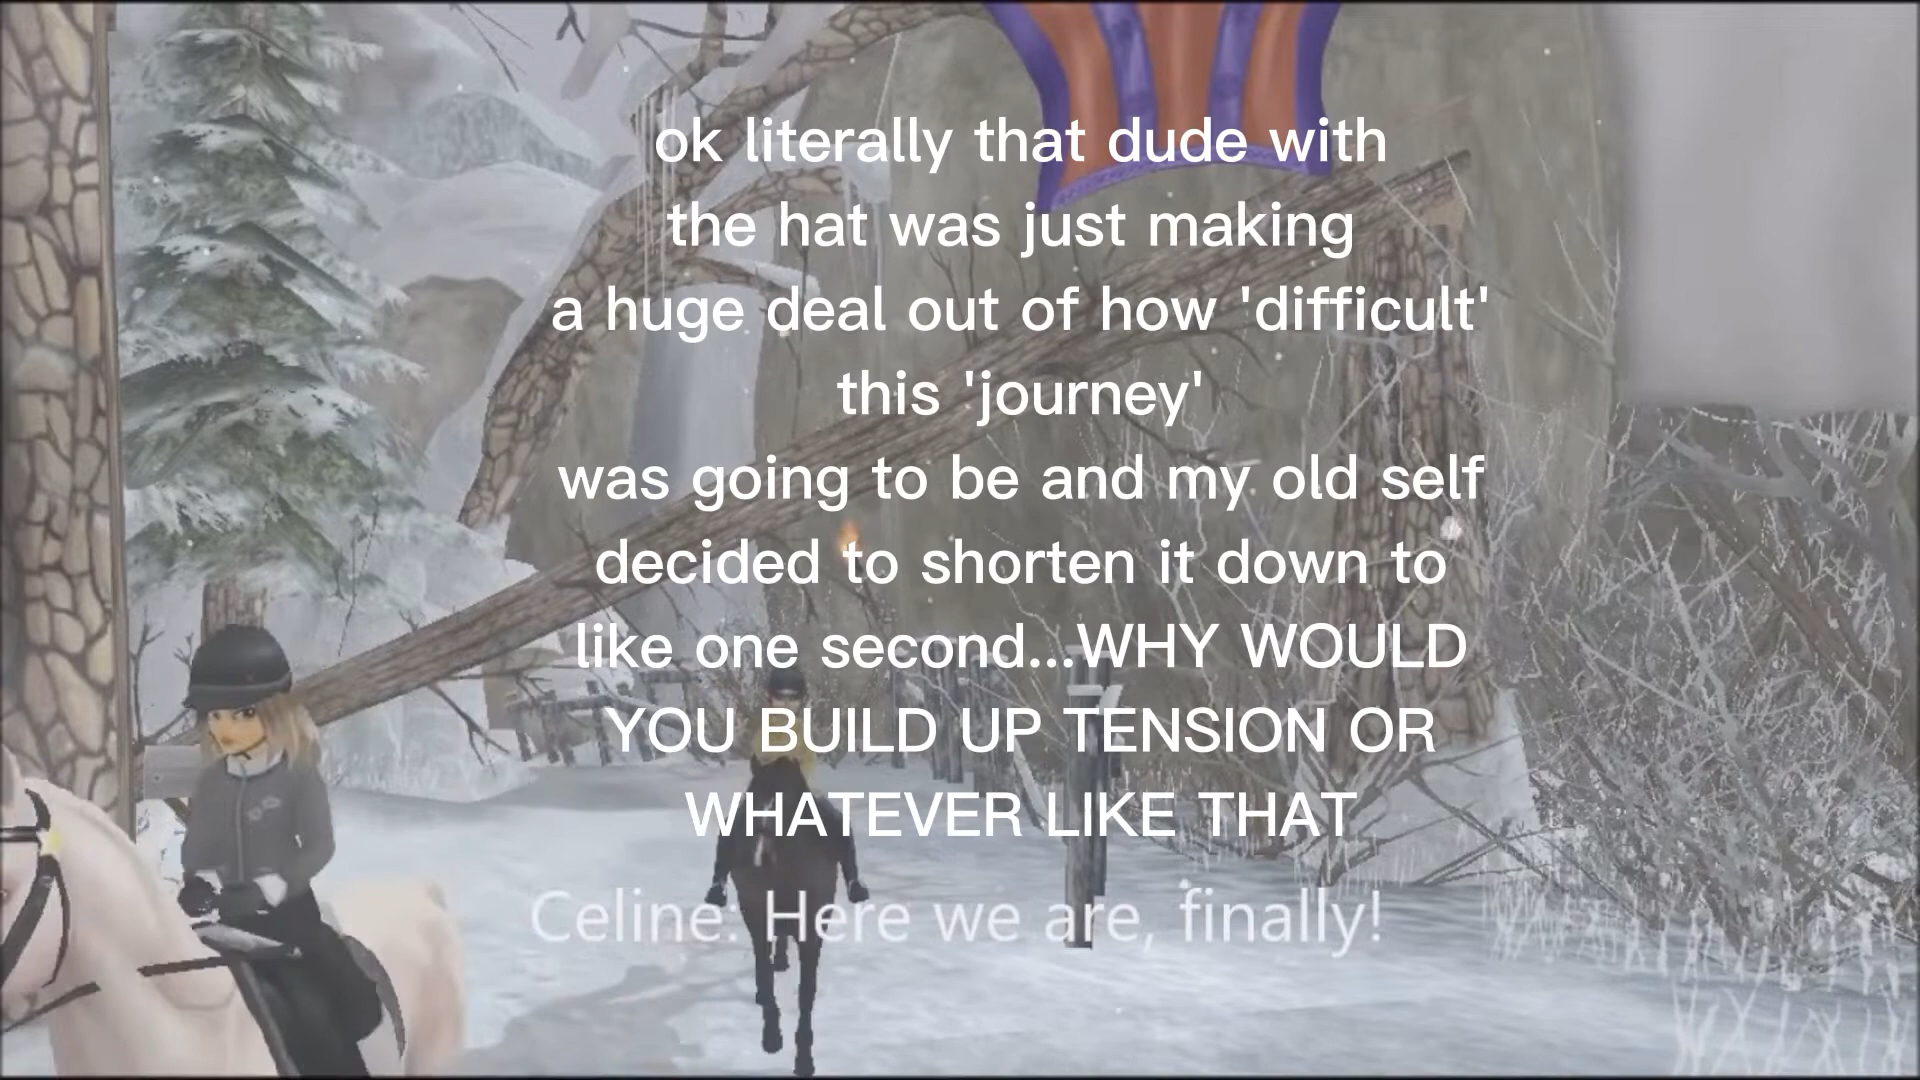 ok literally that dude with
the hat was just making
a huge deal out of how 'difficult'
this 'journey'
was going to be and my old self
decided to shorten it down to
like one second...WHY WOULD
YOU BUILD UP TENSION OR
WHATEVER LIKE THAT
Celine: Here we are, finally!